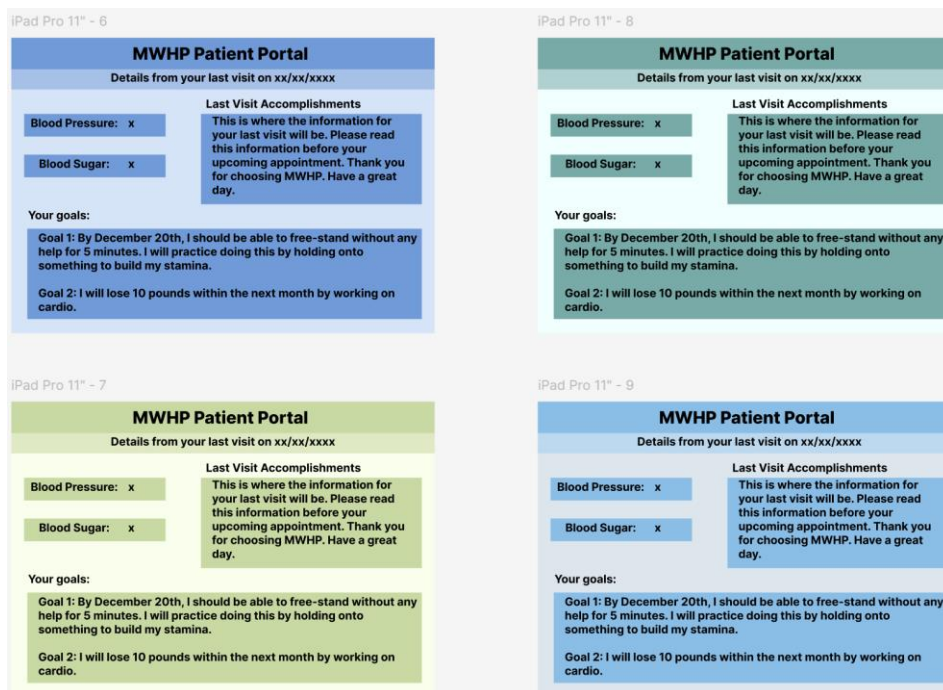 iPad Pro 11" - 6
MWHP Patient Portal
Details from your last visit on xx/xx/xxxx
Last Visit Accomplishments
Blood Pressure: x
Blood Sugar: x
This is where the information for
your last visit will be. Please read
this information before your
upcoming appointment. Thank you
for choosing MWHP. Have a great
day.
Your goals:
Goal 1: By December 20th, I should be able to free-stand without any
help for 5 minutes. I will practice doing this by holding onto
something to build my stamina.
Goal 2: I will lose 10 pounds within the next month by working on
cardio.
iPad Pro 11" - 8
MWHP Patient Portal
Details from your last visit on xx/xx/xxxx
Last Visit Accomplishments
Blood Pressure: x
Blood Sugar: x
This is where the information for
your last visit will be. Please read
this information before your
upcoming appointment. Thank you
for choosing MWHP. Have a great
day.
Your goals:
Goal 1: By December 20th, I should be able to free-stand without any
help for 5 minutes. I will practice doing this by holding onto
something to build my stamina.
Goal 2: I will lose 10 pounds within the next month by working on
cardio.
iPad Pro 11" - 7
MWHP Patient Portal
Details from your last visit on xx/xx/xxxx
Last Visit Accomplishments
Blood Pressure: x
Blood Sugar: x
This is where the information for
your last visit will be. Please read
this information before your
upcoming appointment. Thank you
for choosing MWHP. Have a great
day.
Your goals:
Goal 1: By December 20th, I should be able to free-stand without any
help for 5 minutes. I will practice doing this by holding onto
something to build my stamina.
Goal 2: I will lose 10 pounds within the next month by working on
cardio.
iPad Pro 11" - 9
MWHP Patient Portal
Details from your last visit on xx/xx/xxxx
Last Visit Accomplishments
Blood Pressure: x
Blood Sugar: x
This is where the information for
your last visit will be. Please read
this information before your
upcoming appointment. Thank you
for choosing MWHP. Have a great
day.
Your goals:
Goal 1: By December 20th, I should be able to free-stand without any
help for 5 minutes. I will practice doing this by holding onto
something to build my stamina.
Goal 2: I will lose 10 pounds within the next month by working on
cardio.